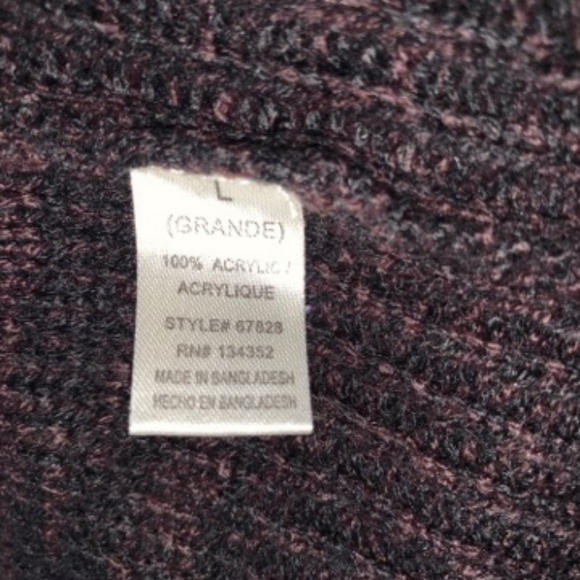 L
(GRANDE)
100% ACRYLIC /
ACRYLIQUE
STYLE# 67828
RN# 134352
MADE IN BANGLADESH
HECHO EN BANGLADESH